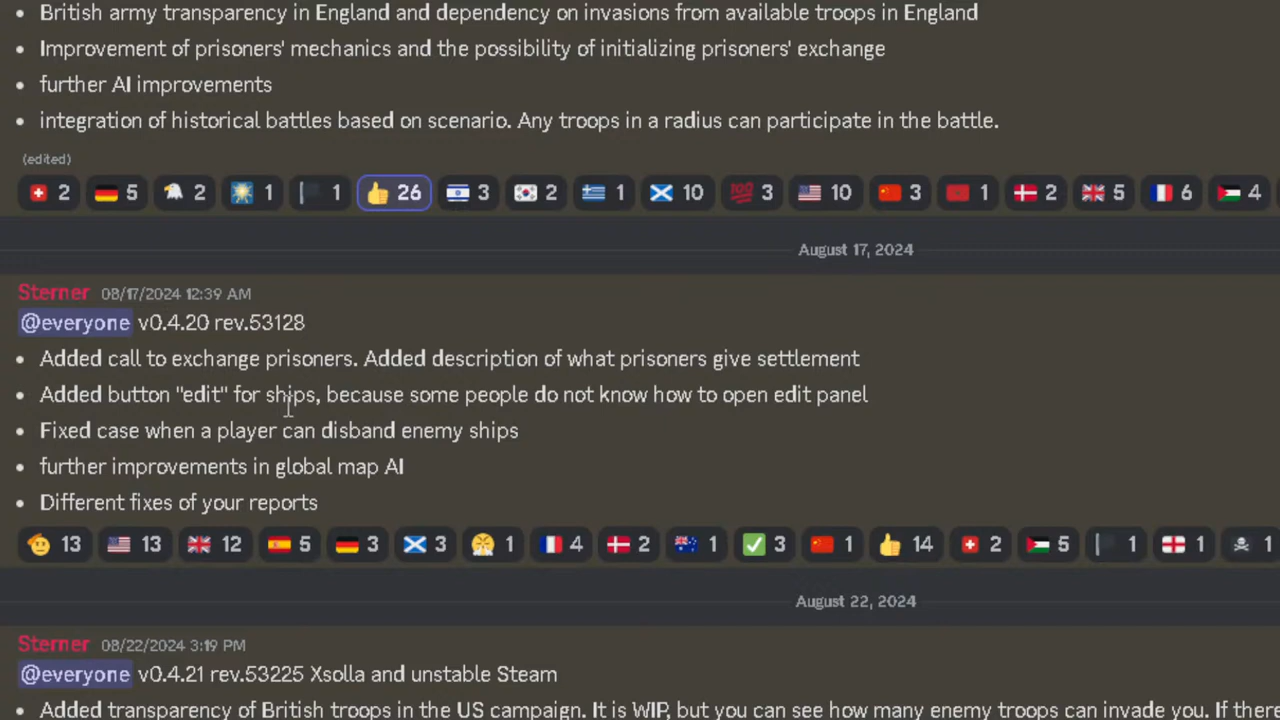 British army transparency in England and dependency on invasions from available troops in England
Improvement of prisoners' mechanics and the possibility of initializing prisoners' exchange
further AI improvements
integration of historical battles based on scenario. Any troops in a radius can participate in the battle.
(edited)
2 5 2 1 1 26 3 2 1 10 100 3 10 3 1 2 5 6 4
August 17, 2024
Sterner 08/17/2024 12:39 AM
@everyone v0.4.20 rev.53128
Added call to exchange prisoners. Added description of what prisoners give settlement
Added button "edit" for ships, because some people do not know how to open edit panel
Fixed case when a player can disband enemy ships
further improvements in global map AI
Different fixes of your reports
13 13 12 5 3 3 1 4 2 1 3 1 14 2 5 1 1 1
August 22, 2024
Sterner 08/22/2024 3:19 PM
@everyone v0.4.21 rev.53225 Xsolla and unstable Steam
Added transparency of British troops in the US campaign. It is WIP, but you can see how many enemy troops can invade you. If there